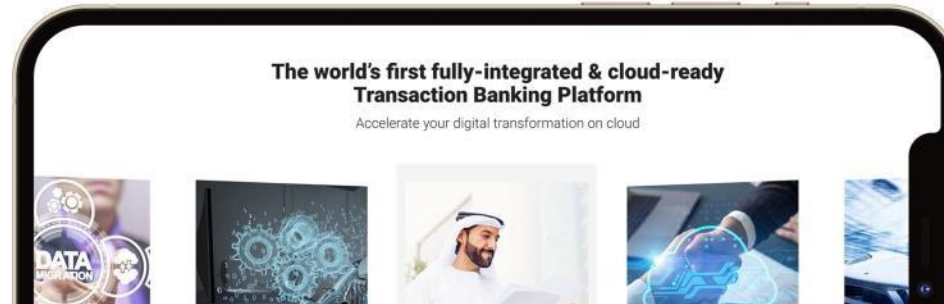 The world's first fully-integrated & cloud-ready
Transaction Banking Platform
Accelerate your digital transformation on cloud
DATA
MIGRATION